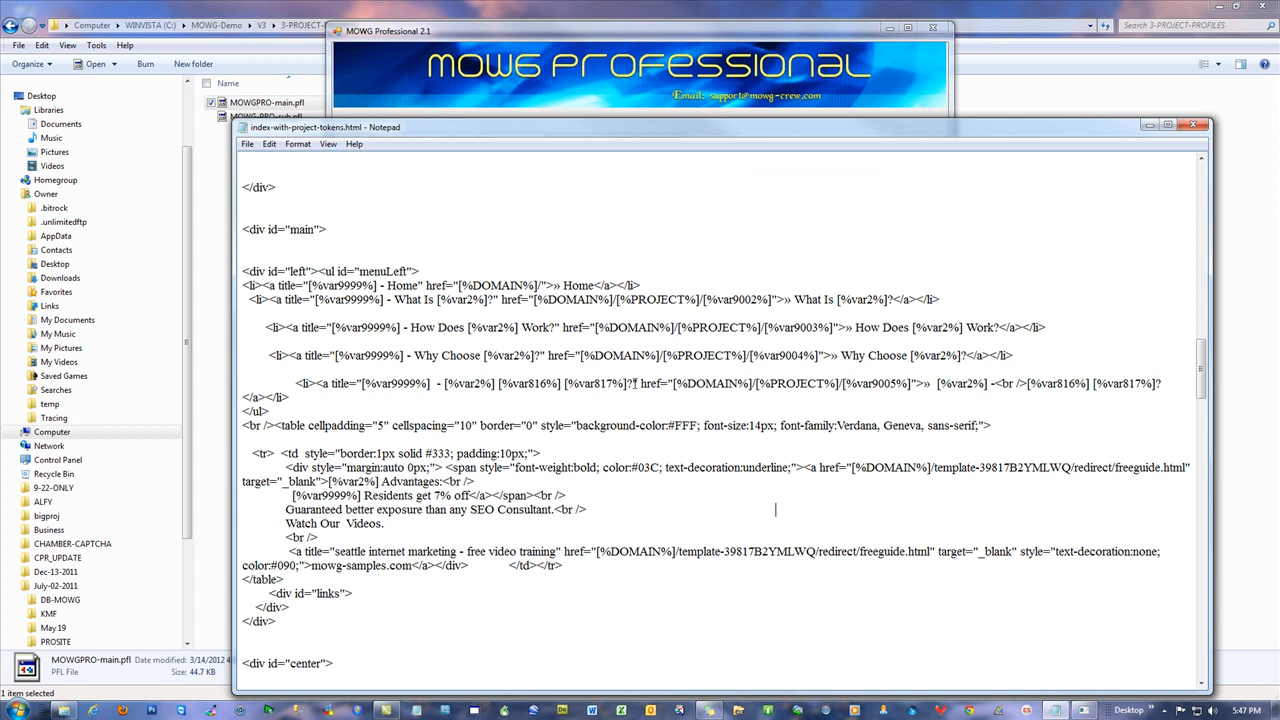 Computer ▸ WINVISTA (C:) ▸ MOWG-Demo ▸ V3 ▸ 3-PROJECT-
Search 3-PROJECT-PROFILES
File Edit View Tools Help
Organize Open Burn New folder
Name
MOWGPRO-main.pfl
MOWG-PRO-sub.pfl
MOWG Professional 2.1
MOWG PROFESSIONAL
Email: support@mowg-crew.com
Desktop
Libraries
Documents
Music
Pictures
Videos
Homegroup
Owner
.bitrock
.unlimitedftp
AppData
Contacts
Desktop
Downloads
Favorites
Links
My Documents
My Music
My Pictures
My Videos
Saved Games
Searches
temp
Tracing
Computer
Network
Control Panel
Recycle Bin
9-22-ONLY
ALFY
bigproj
Business
CHAMBER-CAPTCHA
CPR_UPDATE
Dec-13-2011
July-02-2011
DB-MOWG
KMF
May 19
PROSITE
index-with-project-tokens.html - Notepad
File Edit Format View Help
</div>
<div id="main">
<div id="left"><ul id="menuLeft">
<li><a title="[%var9999%] - Home" href="[%DOMAIN%]/">» Home</a></li>
<li><a title="[%var9999%] - What Is [%var2%]?" href="[%DOMAIN%]/[%PROJECT%]/[%var9002%]">» What Is [%var2%]?</a></li>
<li><a title="[%var9999%] - How Does [%var2%] Work?" href="[%DOMAIN%]/[%PROJECT%]/[%var9003%]">» How Does [%var2%] Work?</a></li>
<li><a title="[%var9999%] - Why Choose [%var2%]?" href="[%DOMAIN%]/[%PROJECT%]/[%var9004%]">» Why Choose [%var2%]?</a></li>
<li><a title="[%var9999%]  - [%var2%] [%var816%] [%var817%]?" href="[%DOMAIN%]/[%PROJECT%]/[%var9005%]">»  [%var2%] -<br />[%var816%] [%var817%]?
</a></li>
</ul>
<br /><table cellpadding="5" cellspacing="10" border="0" style="background-color:#FFF; font-size:14px; font-family:Verdana, Geneva, sans-serif;">
<tr>  <td  style="border:1px solid #333; padding:10px;">
<div style="margin:auto 0px;"> <span style="font-weight:bold; color:#03C; text-decoration:underline;"><a href="[%DOMAIN%]/template-39817B2YMLWQ/redirect/freeguide.html"
target="_blank">[%var2%] Advantages:<br />
[%var9999%] Residents get 7% off</a></span><br />
Guaranteed better exposure than any SEO Consultant.<br />
Watch Our  Videos.
<br />
<a title="seattle internet marketing - free video training" href="[%DOMAIN%]/template-39817B2YMLWQ/redirect/freeguide.html" target="_blank" style="text-decoration:none;
color:#090;">mowg-samples.com</a></div>          </td></tr>
</table>
<div id="links">
</div>
</div>
<div id="center">
MOWGPRO-main.pfl Date modified: 3/14/2012
PFL File Size: 44.7 KB
1 item selected
Desktop
5:47 PM